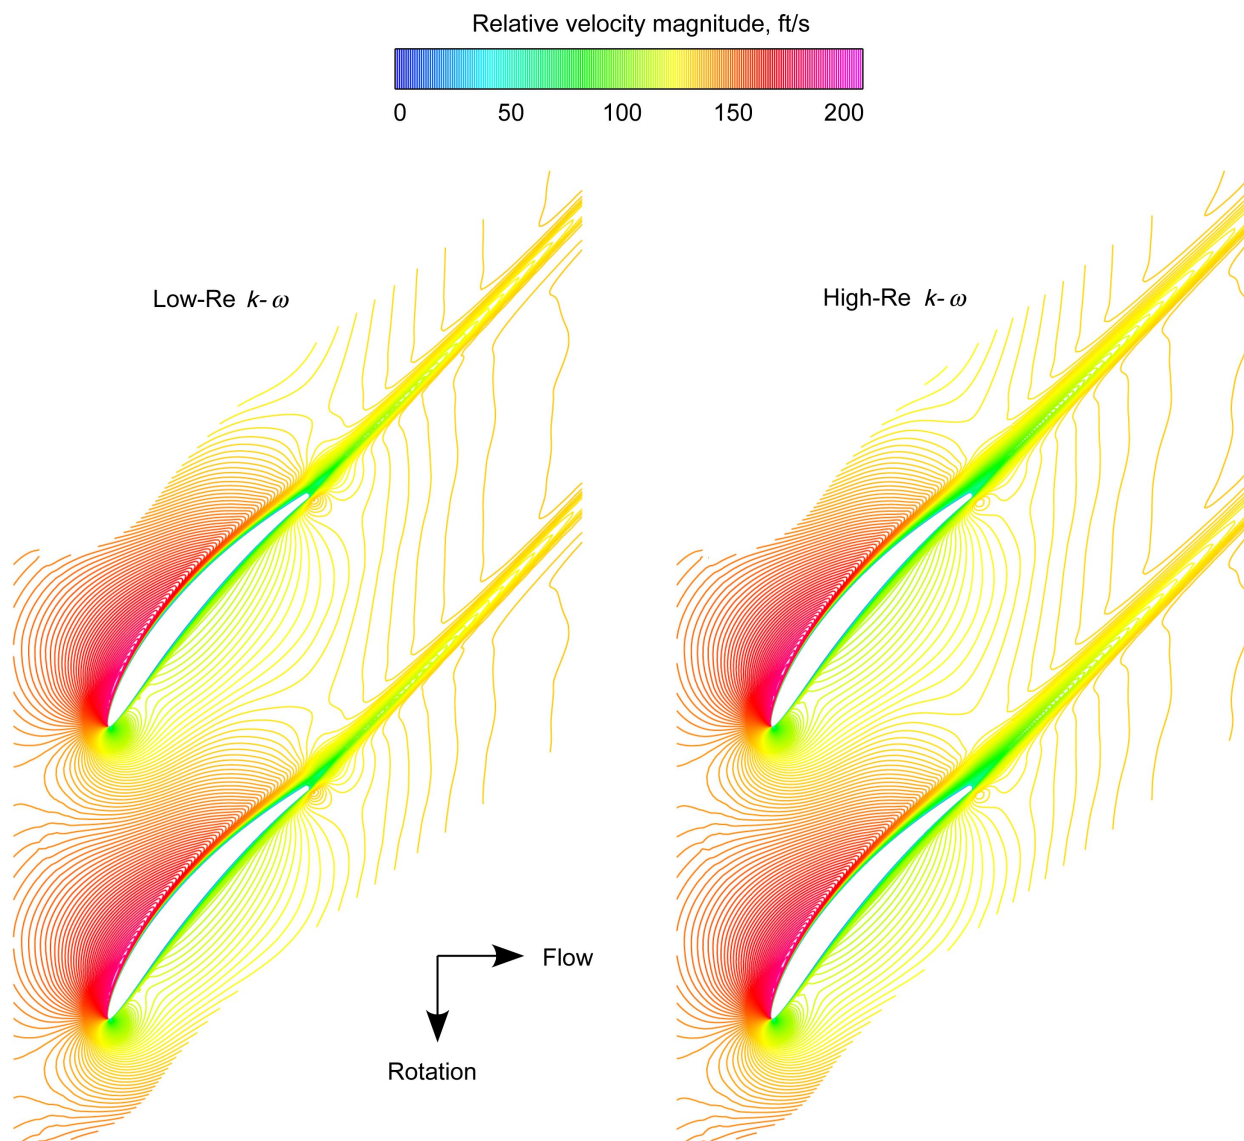 Relative velocity magnitude, ft/s
0 50 100 150 200
Low-Re k-ω
High-Re k-ω
Flow
Rotation